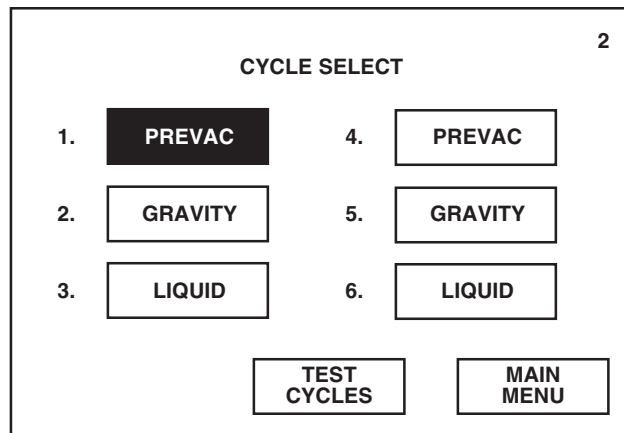 2
CYCLE SELECT
1. PREVAC 4. PREVAC
2. GRAVITY 5. GRAVITY
3. LIQUID 6. LIQUID
TEST
CYCLES
MAIN
MENU